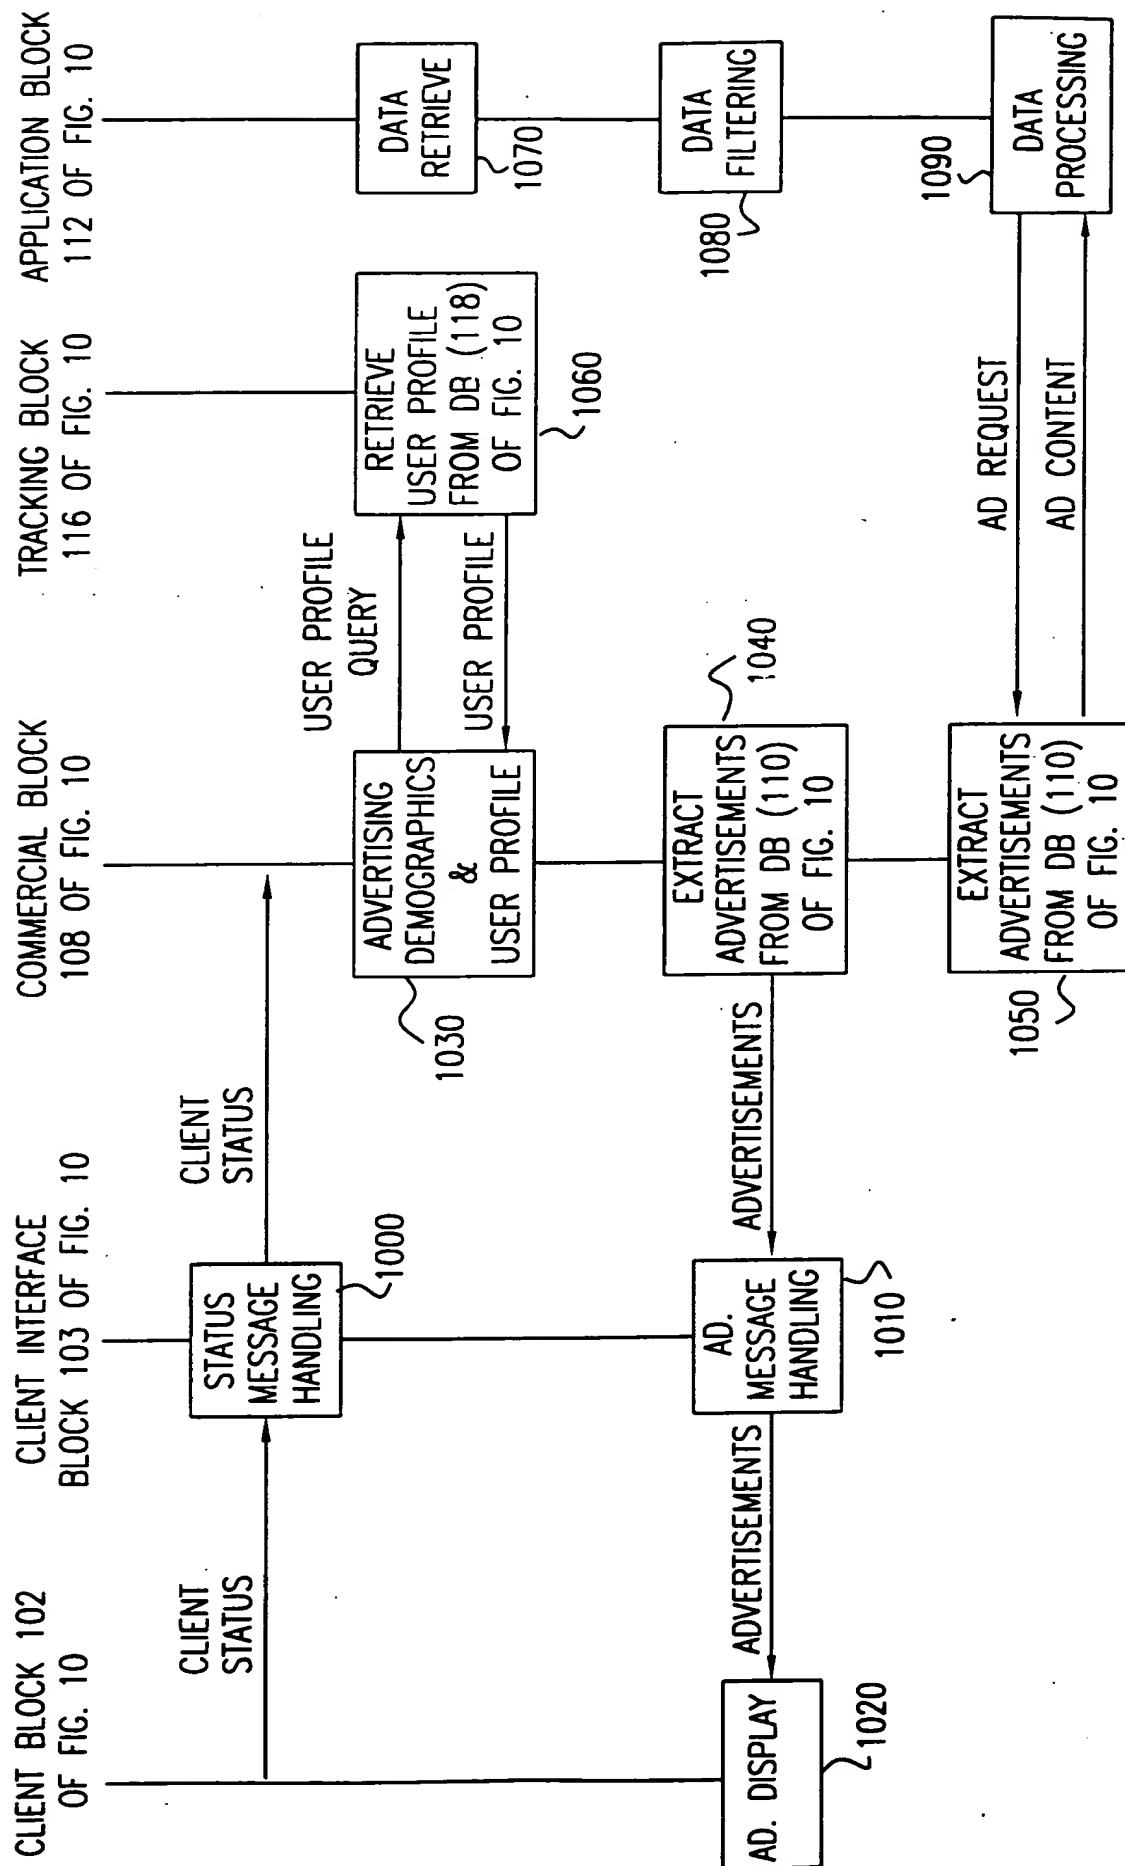 CLIENT BLOCK 102
OF FIG. 10
CLIENT INTERFACE
BLOCK 103 OF FIG. 10
COMMERCIAL BLOCK
108 OF FIG. 10
TRACKING BLOCK
116 OF FIG. 10
APPLICATION BLOCK
112 OF FIG. 10
CLIENT
STATUS
STATUS
MESSAGE
HANDLING
1000
CLIENT
STATUS
ADVERTISING
DEMOGRAPHICS
&
USER PROFILE
1030
USER PROFILE
QUERY
USER PROFILE
RETRIEVE
USER PROFILE
FROM DB (118)
OF FIG. 10
1060
DATA
RETRIEVE
1070
AD. DISPLAY
1020
ADVERTISEMENTS
AD.
MESSAGE
HANDLING
1010
ADVERTISEMENTS
EXTRACT
ADVERTISEMENTS
FROM DB (110)
OF FIG. 10
1040
DATA
FILTERING
1080
EXTRACT
ADVERTISEMENTS
FROM DB (110)
OF FIG. 10
1050
AD REQUEST
AD CONTENT
DATA
PROCESSING
1090